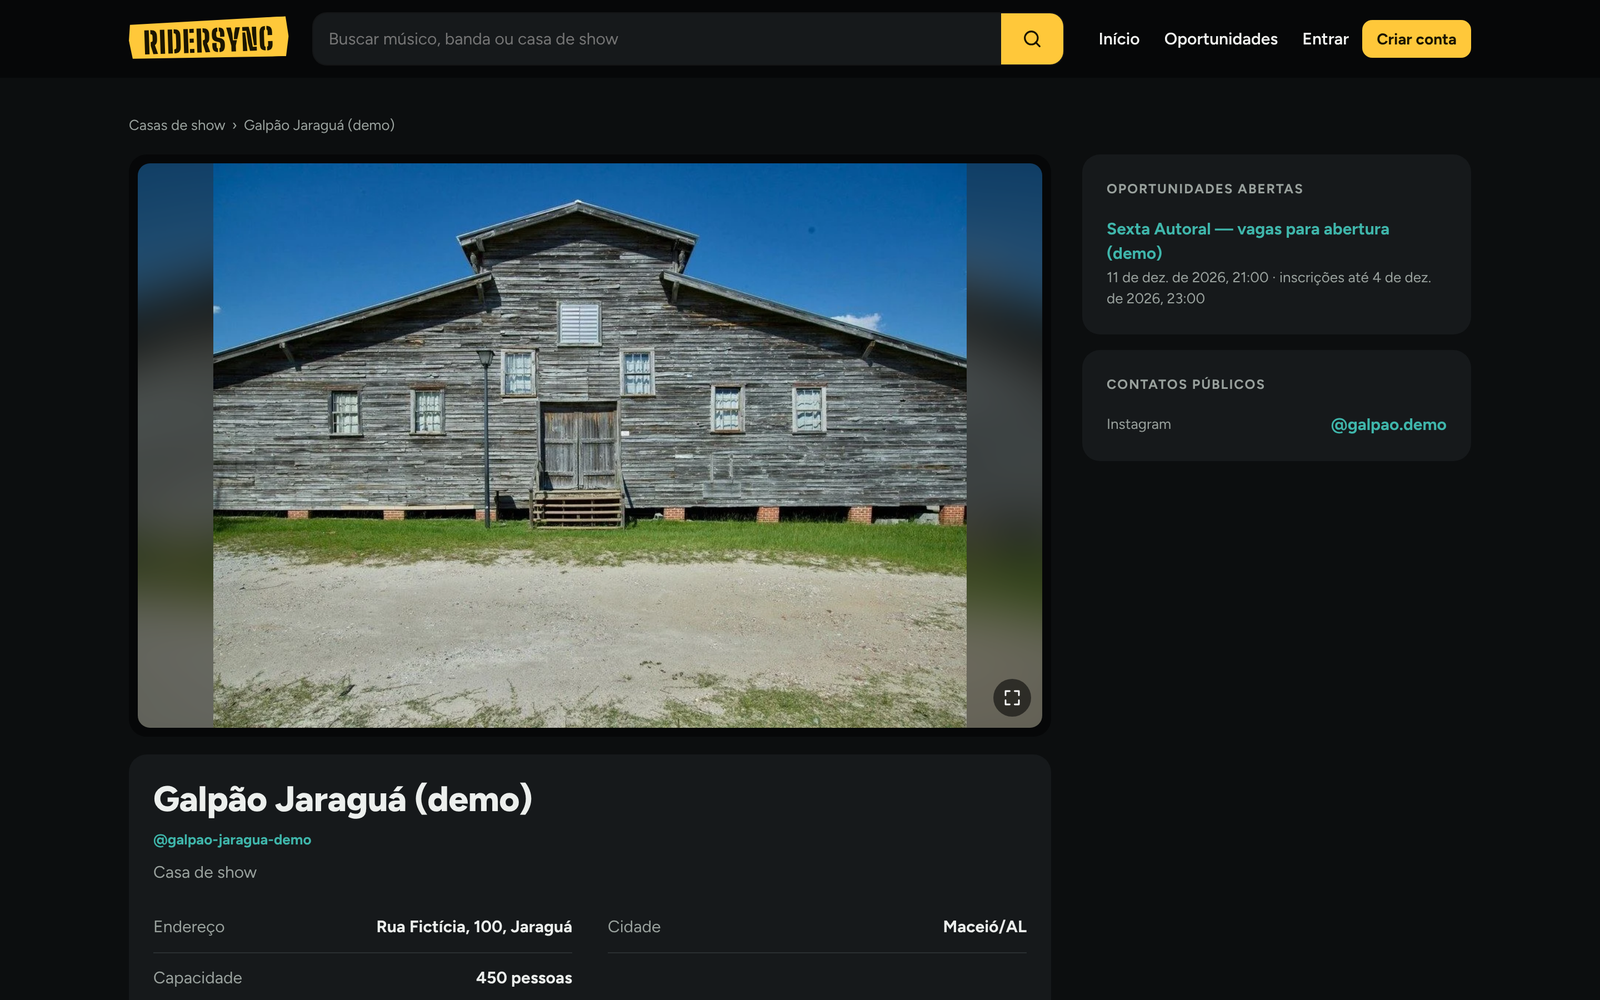 RIDERSYNC
Buscar músico, banda ou casa de show
Início
Oportunidades
Entrar
Criar conta
Casas de show › Galpão Jaraguá (demo)
OPORTUNIDADES ABERTAS
Sexta Autoral — vagas para abertura
(demo)
11 de dez. de 2026, 21:00 · inscrições até 4 de dez.
de 2026, 23:00
CONTATOS PÚBLICOS
Instagram
@galpao.demo
Galpão Jaraguá (demo)
@galpao-jaragua-demo
Casa de show
Endereço
Rua Fictícia, 100, Jaraguá
Cidade
Maceió/AL
Capacidade
450 pessoas